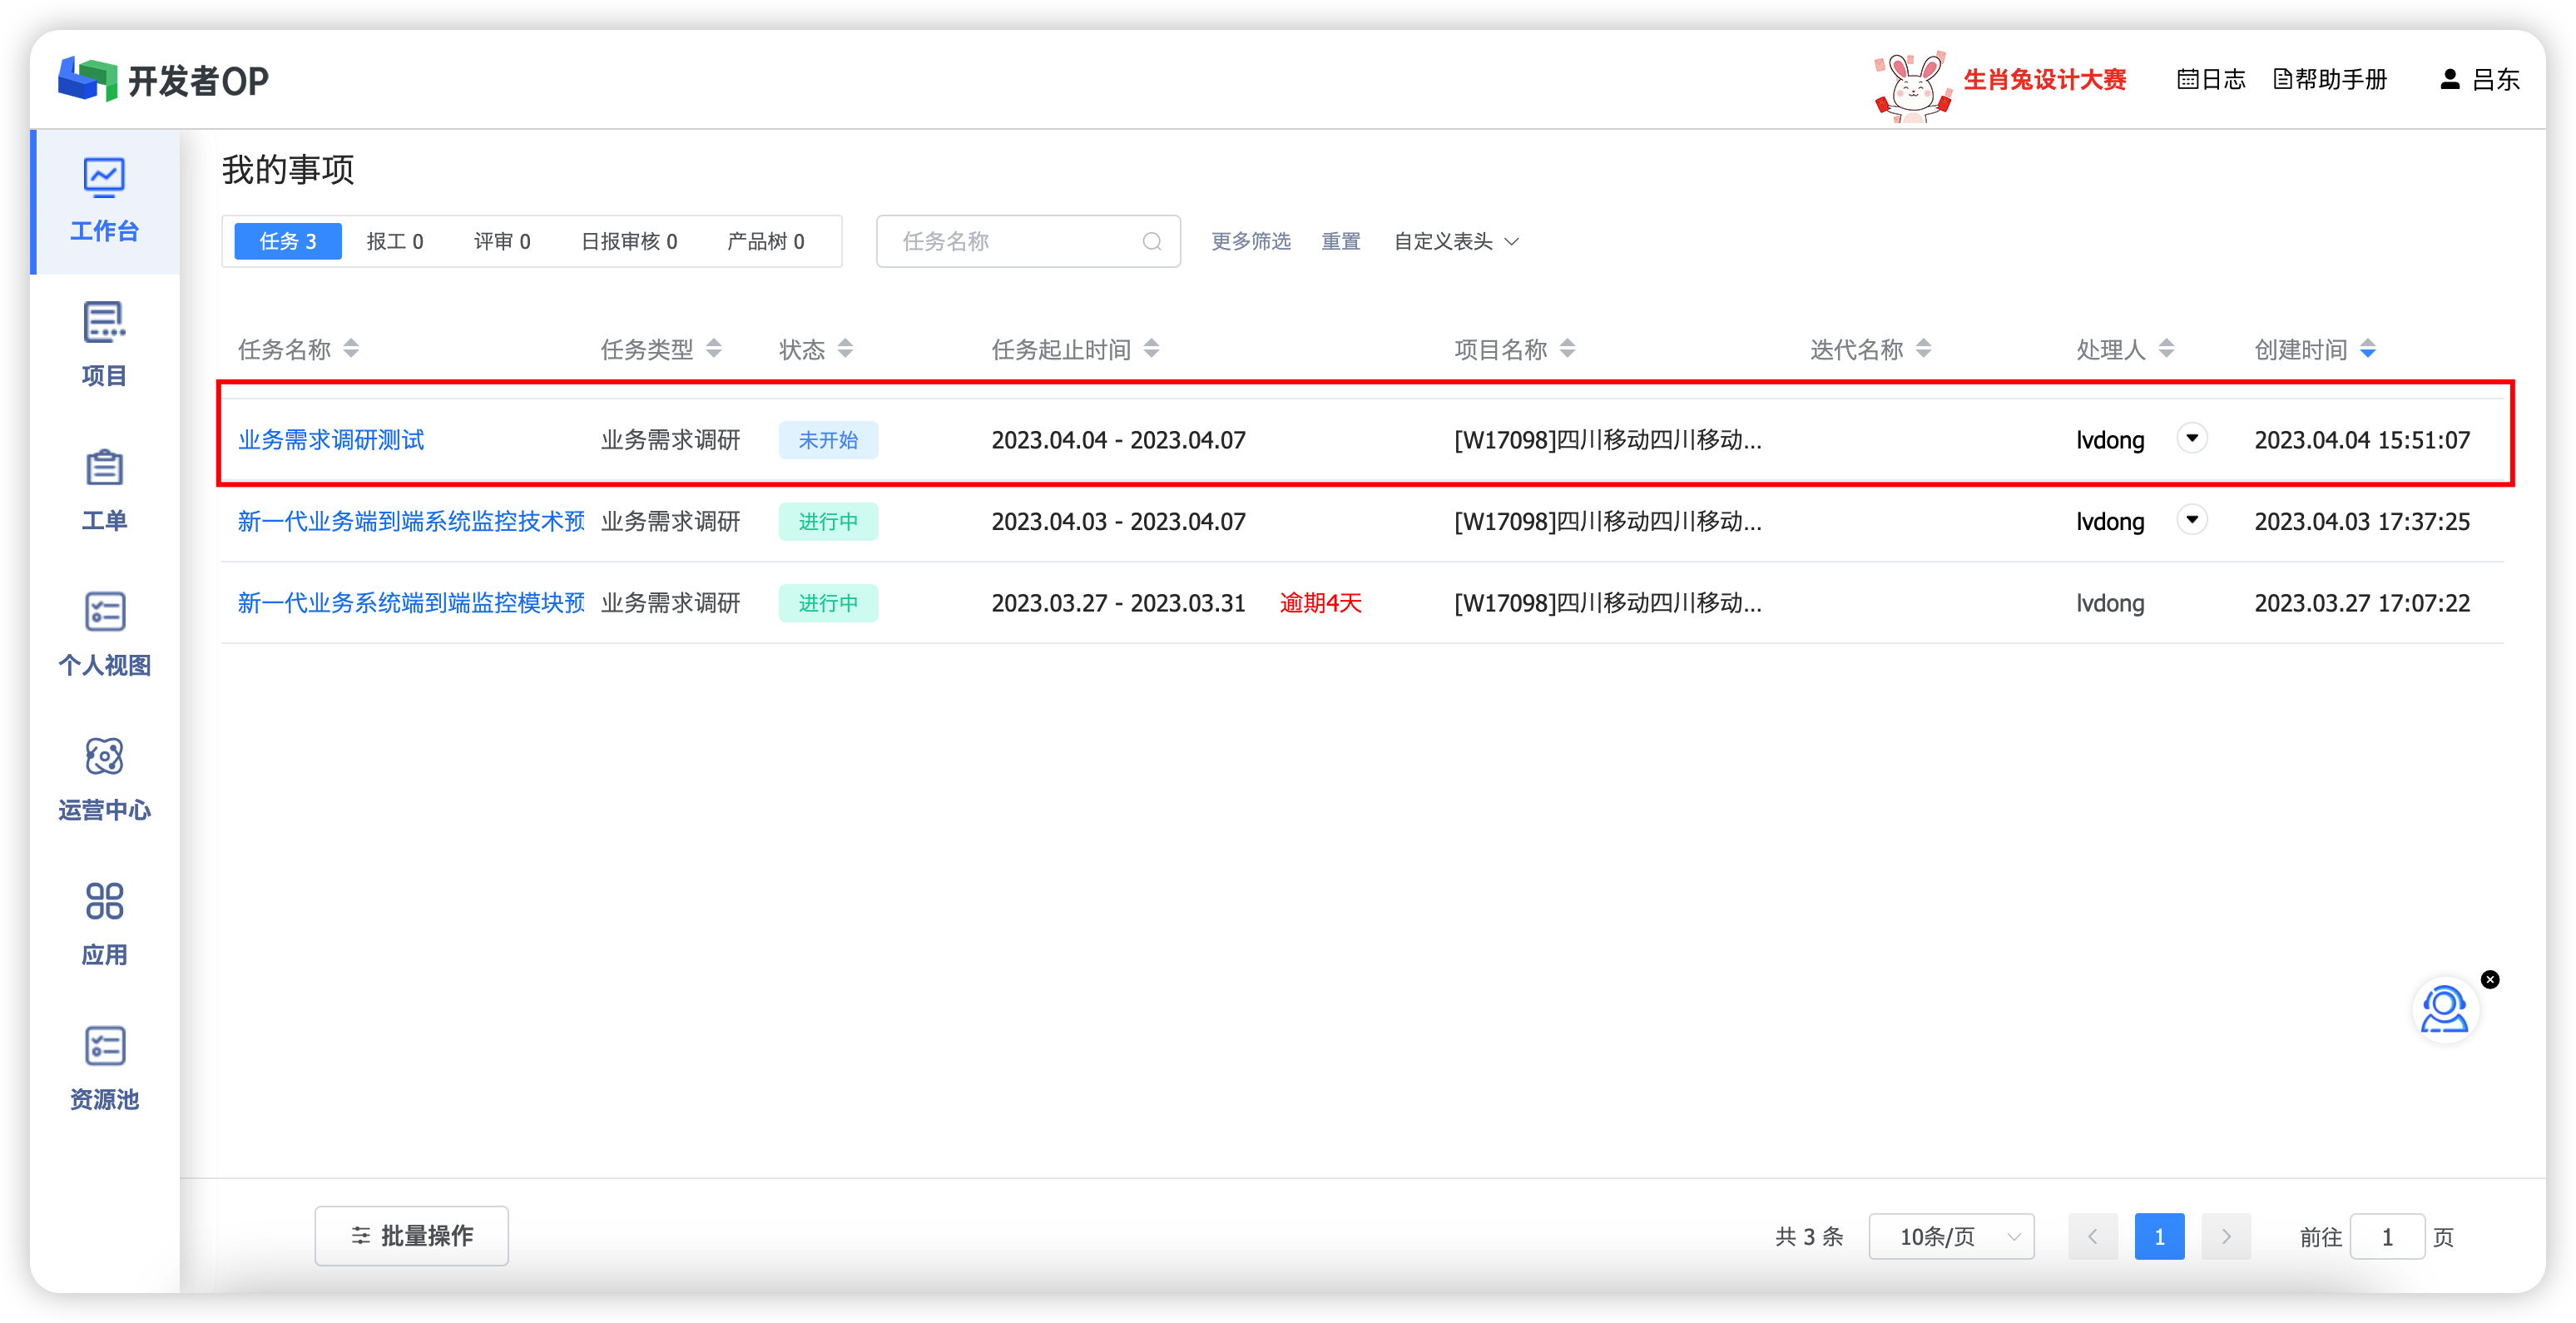 开发者OP
生肖兔设计大赛 日志 帮助手册 吕东
工作台
项目
工单
个人视图
运营中心
应用
资源池
我的事项
任务 3 报工 0 评审 0 日报审核 0 产品树 0 任务名称 更多筛选 重置 自定义表头
任务名称 任务类型 状态 任务起止时间 项目名称 迭代名称 处理人 创建时间
业务需求调研测试 业务需求调研 未开始 2023.04.04 - 2023.04.07 [W17098]四川移动四川移动... lvdong 2023.04.04 15:51:07
新一代业务端到端系统监控技术预 业务需求调研 进行中 2023.04.03 - 2023.04.07 [W17098]四川移动四川移动... lvdong 2023.04.03 17:37:25
新一代业务系统端到端监控模块预 业务需求调研 进行中 2023.03.27 - 2023.03.31 逾期4天 [W17098]四川移动四川移动... lvdong 2023.03.27 17:07:22
批量操作 共 3 条 10条/页 1 前往 1 页